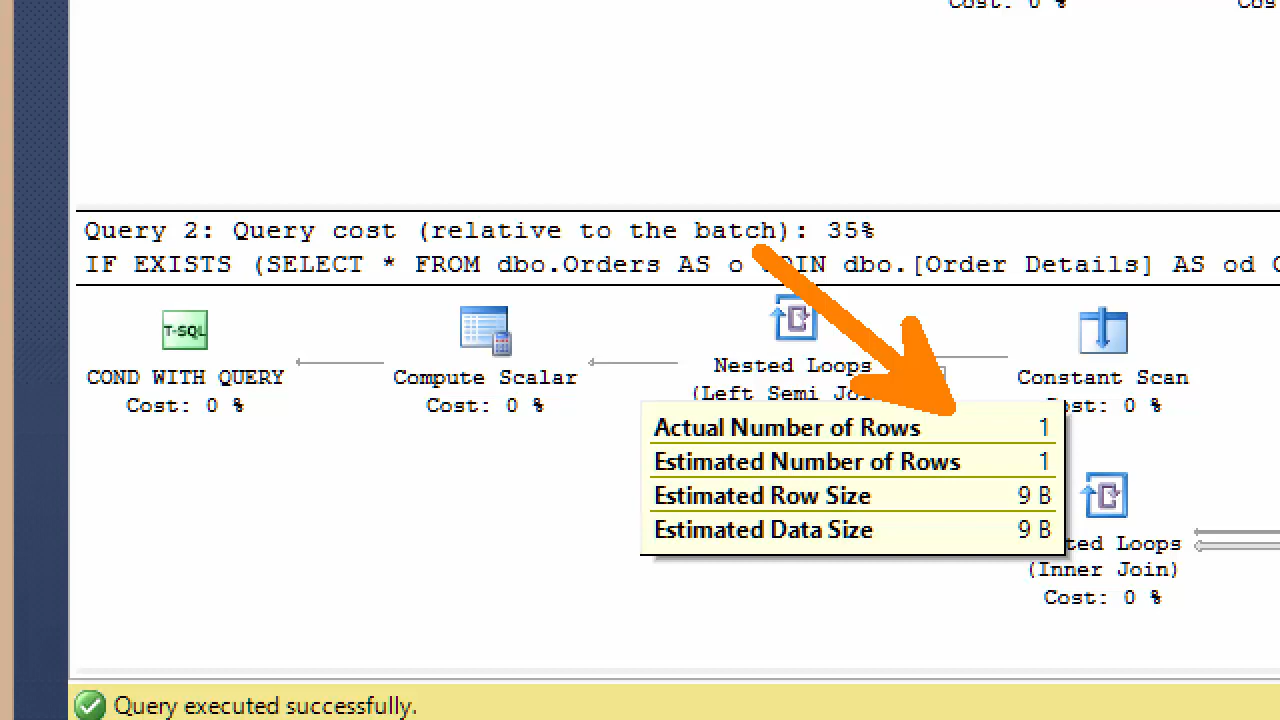 Cost: 0 %
Query 2: Query cost (relative to the batch): 35%
IF EXISTS (SELECT * FROM dbo.Orders AS o JOIN dbo.[Order Details] AS od
T-SQL
COND WITH QUERY
Cost: 0 %
Compute Scalar
Cost: 0 %
Nested Loops
(Left Semi
Constant Scan
Cost: 0 %
Actual Number of Rows 1
Estimated Number of Rows 1
Estimated Row Size 9 B
Estimated Data Size 9 B
Loops
(Inner Join)
Cost: 0 %
Query executed successfully.